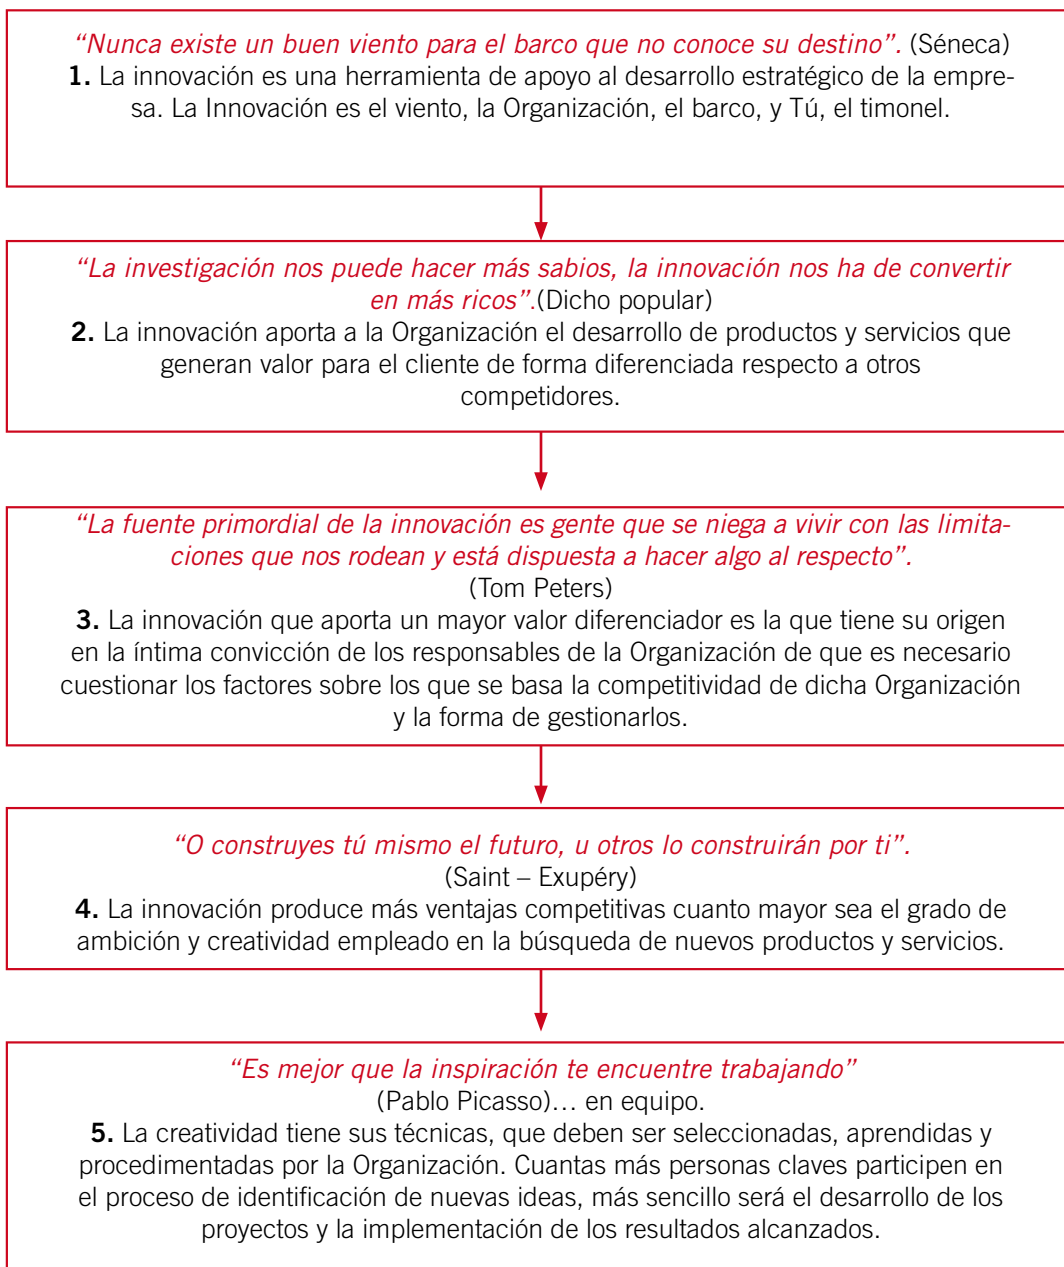 “Nunca existe un buen viento para el barco que no conoce su destino”. (Séneca)
1. La innovación es una herramienta de apoyo al desarrollo estratégico de la empre-
sa. La Innovación es el viento, la Organización, el barco, y Tú, el timonel.
“La investigación nos puede hacer más sabios, la innovación nos ha de convertir
en más ricos”.(Dicho popular)
2. La innovación aporta a la Organización el desarrollo de productos y servicios que
generan valor para el cliente de forma diferenciada respecto a otros
competidores.
“La fuente primordial de la innovación es gente que se niega a vivir con las limita-
ciones que nos rodean y está dispuesta a hacer algo al respecto”.
(Tom Peters)
3. La innovación que aporta un mayor valor diferenciador es la que tiene su origen
en la íntima convicción de los responsables de la Organización de que es necesario
cuestionar los factores sobre los que se basa la competitividad de dicha Organización
y la forma de gestionarlos.
“O construyes tú mismo el futuro, u otros lo construirán por ti”.
(Saint – Exupéry)
4. La innovación produce más ventajas competitivas cuanto mayor sea el grado de
ambición y creatividad empleado en la búsqueda de nuevos productos y servicios.
“Es mejor que la inspiración te encuentre trabajando”
(Pablo Picasso)… en equipo.
5. La creatividad tiene sus técnicas, que deben ser seleccionadas, aprendidas y
procedimentadas por la Organización. Cuantas más personas claves participen en
el proceso de identificación de nuevas ideas, más sencillo será el desarrollo de los
proyectos y la implementación de los resultados alcanzados.